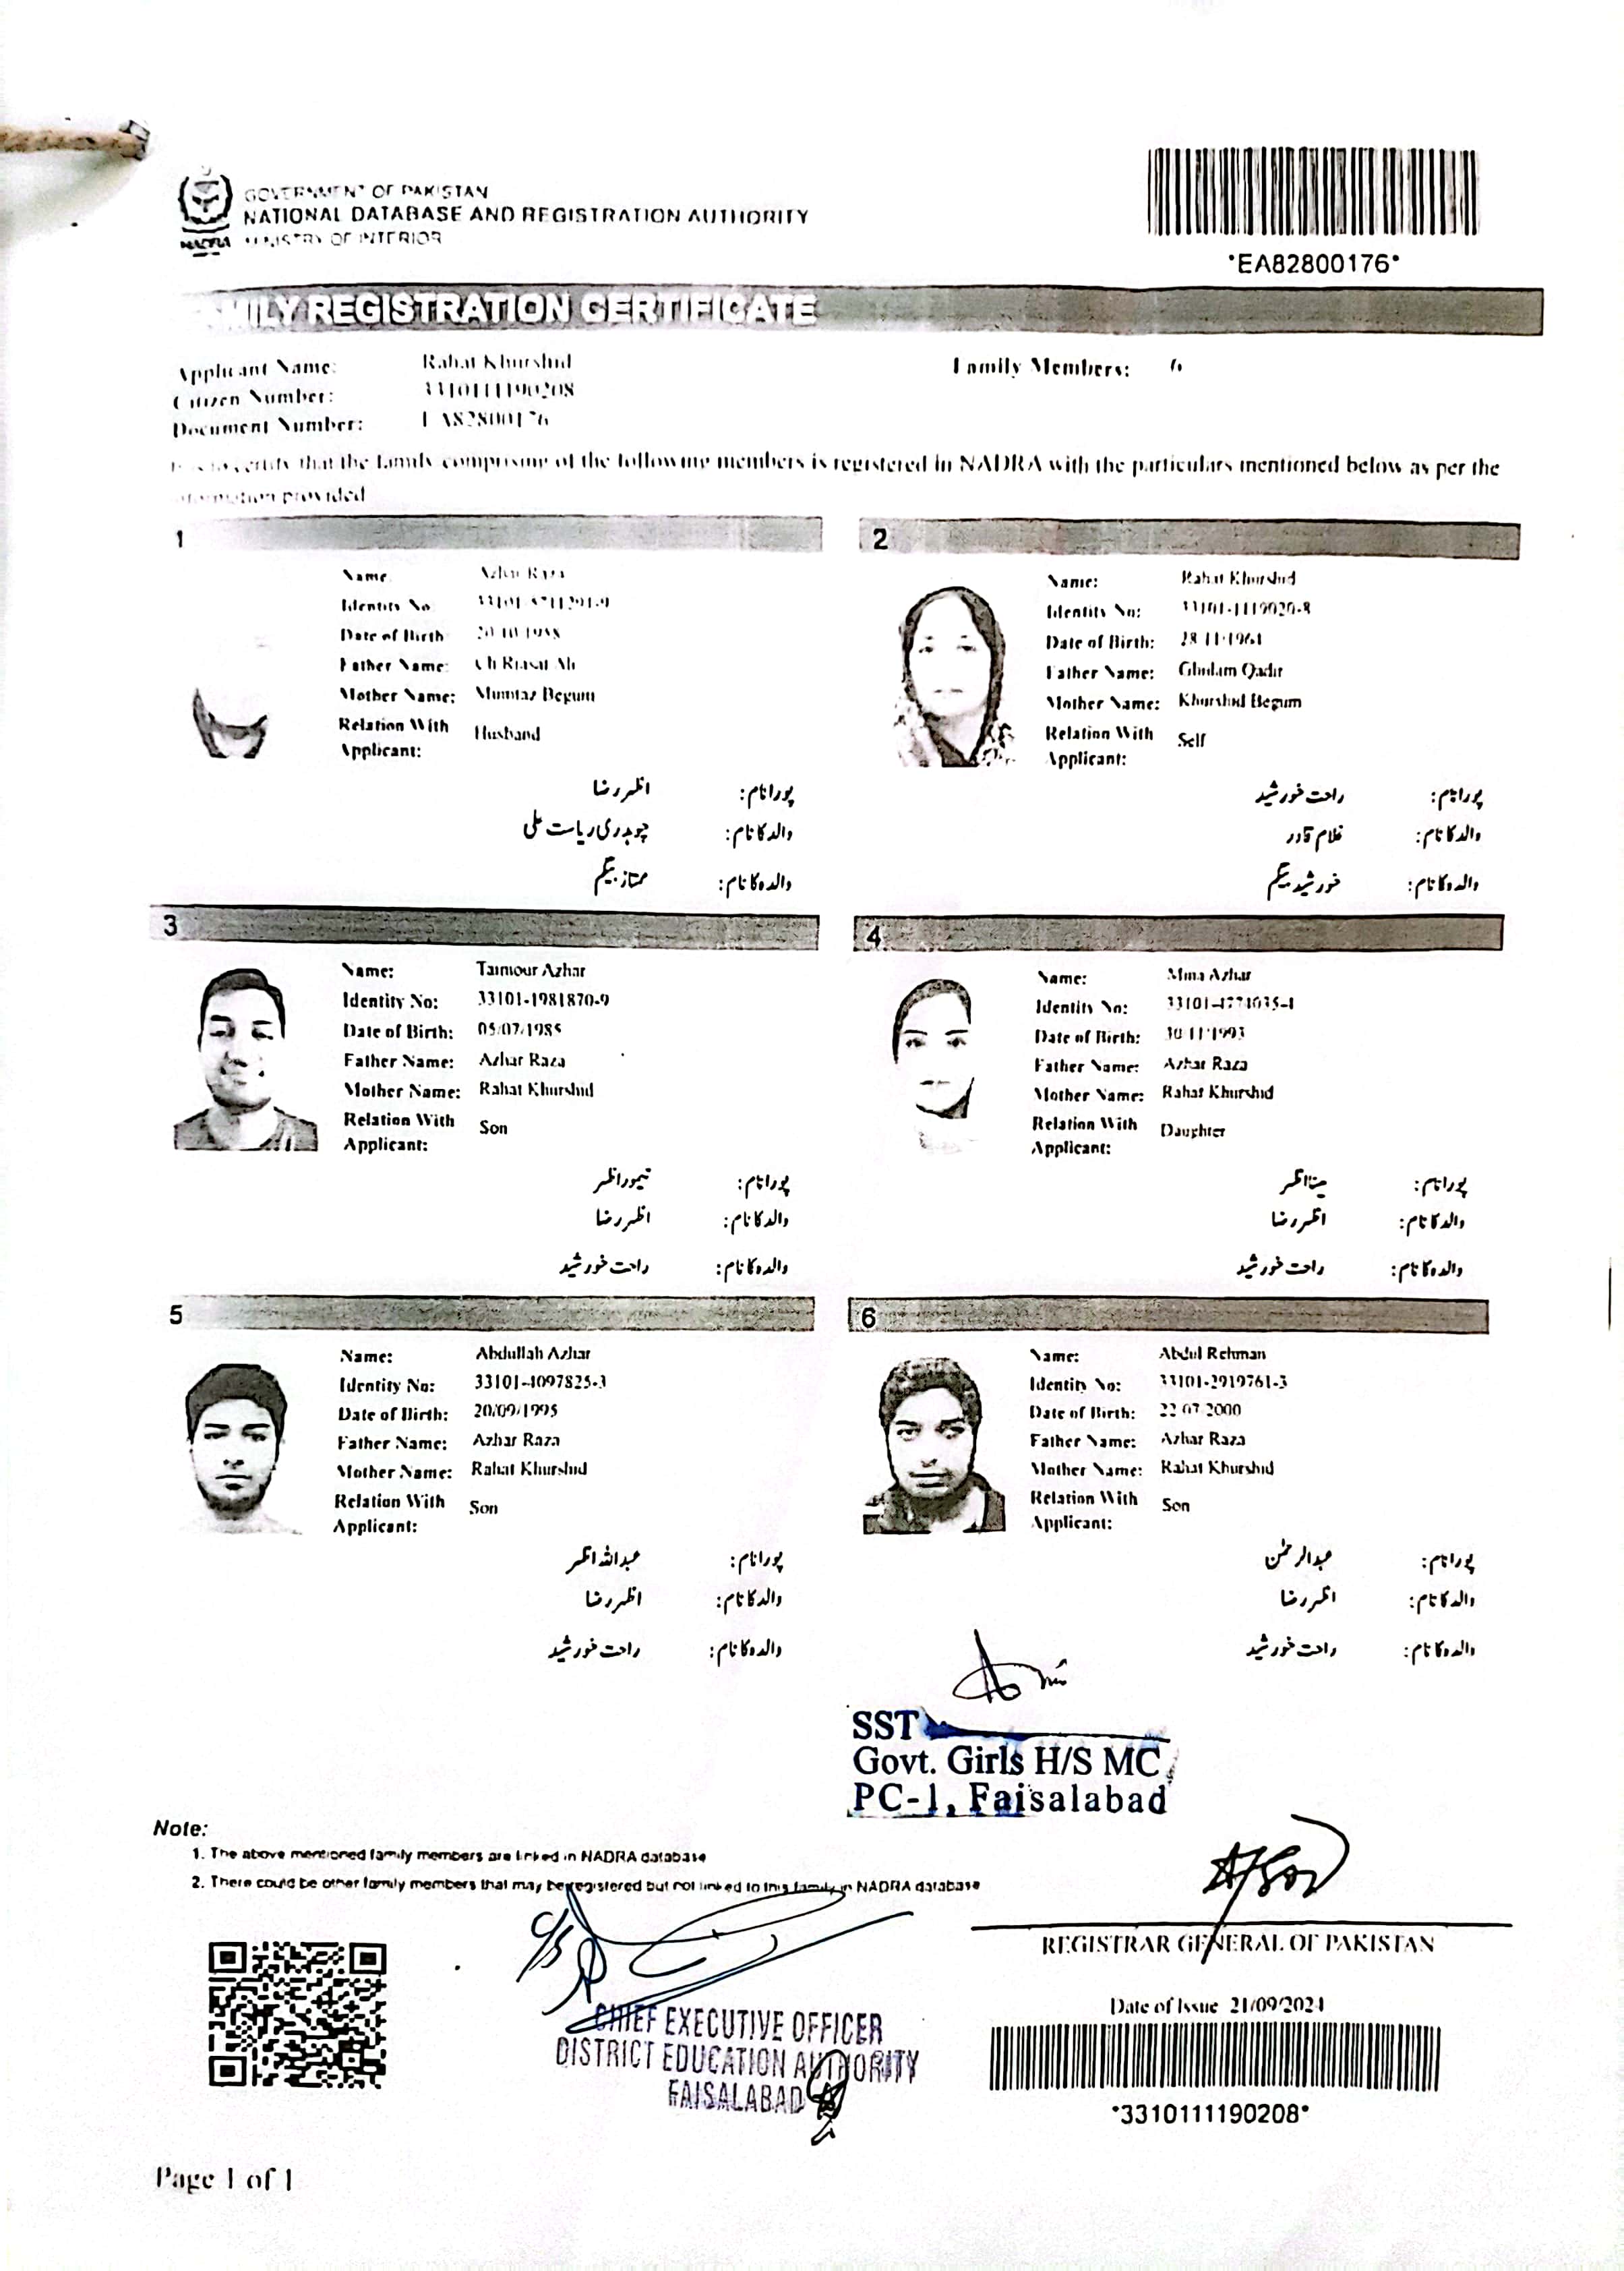 GOVERNMENT OF PAKISTAN
NATIONAL DATABASE AND REGISTRATION AUTHORITY
NADRA MINISTRY OF INTERIOR
*EA82800176*
FAMILY REGISTRATION CERTIFICATE
Applicant Name: Rahat Khurshid
Family Members: 6
Citizen Number: 3310111190208
Document Number: EA82800176
certify that the family comprising of the following members is registered in NADRA with the particulars mentioned below as per the
information provided
1
Name: Azhar Raza
Identity No
Date of Birth 20/10/1958
Father Name: Ch Riasat Ali
Mother Name: Mumtaz Begum
Relation With Applicant: Husband
پورا نام: اظہر رضا
والد کا نام: چوہدری ریاست علی
والدہ کا نام: ممتاز بیگم
2
Name: Rahat Khurshid
Identity No: 33101-1119020-8
Date of Birth: 28/11/1961
Father Name: Ghulam Qadir
Mother Name: Khurshid Begum
Relation With Applicant: Self
پورا نام: راحت خورشید
والد کا نام: غلام قادر
والدہ کا نام: خورشید بیگم
3
Name: Taimour Azhar
Identity No: 33101-1981870-9
Date of Birth: 05/07/1985
Father Name: Azhar Raza
Mother Name: Rahat Khurshid
Relation With Applicant: Son
پورا نام: تیمور اظہر
والد کا نام: اظہر رضا
والدہ کا نام: راحت خورشید
4
Name: Mina Azhar
Identity No: 33101-4774035-4
Date of Birth: 30/11/1993
Father Name: Azhar Raza
Mother Name: Rahat Khurshid
Relation With Applicant: Daughter
پورا نام: مینا اظہر
والد کا نام: اظہر رضا
والدہ کا نام: راحت خورشید
5
Name: Abdullah Azhar
Identity No: 33101-4097825-3
Date of Birth: 20/09/1995
Father Name: Azhar Raza
Mother Name: Rahat Khurshid
Relation With Applicant: Son
پورا نام: عبداللہ اظہر
والد کا نام: اظہر رضا
والدہ کا نام: راحت خورشید
6
Name: Abdul Rehman
Identity No: 33101-2919761-3
Date of Birth: 22/07/2000
Father Name: Azhar Raza
Mother Name: Rahat Khurshid
Relation With Applicant: Son
پورا نام: عبدالرحمٰن
والد کا نام: اظہر رضا
والدہ کا نام: راحت خورشید
SST
Govt. Girls H/S MC
PC-1, Faisalabad
Note:
1. The above mentioned family members are linked in NADRA database
2. There could be other family members that may be registered but not linked to this family in NADRA database
REGISTRAR GENERAL OF PAKISTAN
Date of Issue 21/09/2024
CHIEF EXECUTIVE OFFICER
DISTRICT EDUCATION AUTHORITY
FAISALABAD
*3310111190208*
Page 1 of 1